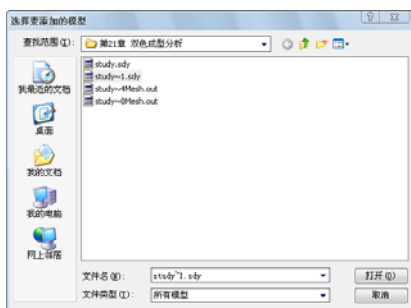 选择要添加的模型
查找范围(I):
第21章 双色成型分析
study.sdy
study~1.sdy
study~4Mesh.out
study~8Mesh.out
我最近的文档
桌面
我的文档
我的电脑
网上邻居
文件名(N):
study~1.sdy
打开(O)
文件类型(T):
所有模型
取消